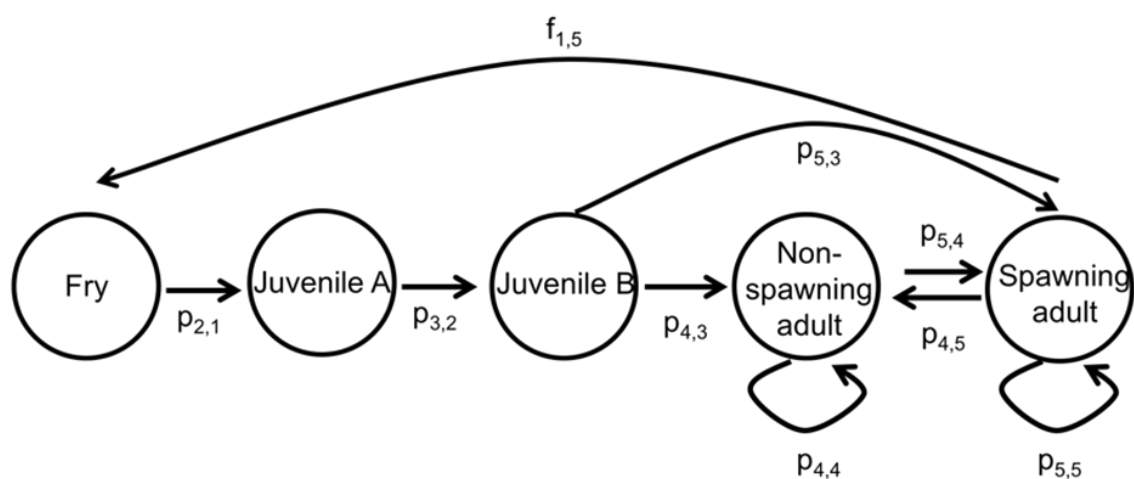 f1,5
p5,3
Fry
p2,1
Juvenile A
p3,2
Juvenile B
p4,3
Non-
spawning
adult
p5,4
p4,5
Spawning
adult
p4,4
p5,5